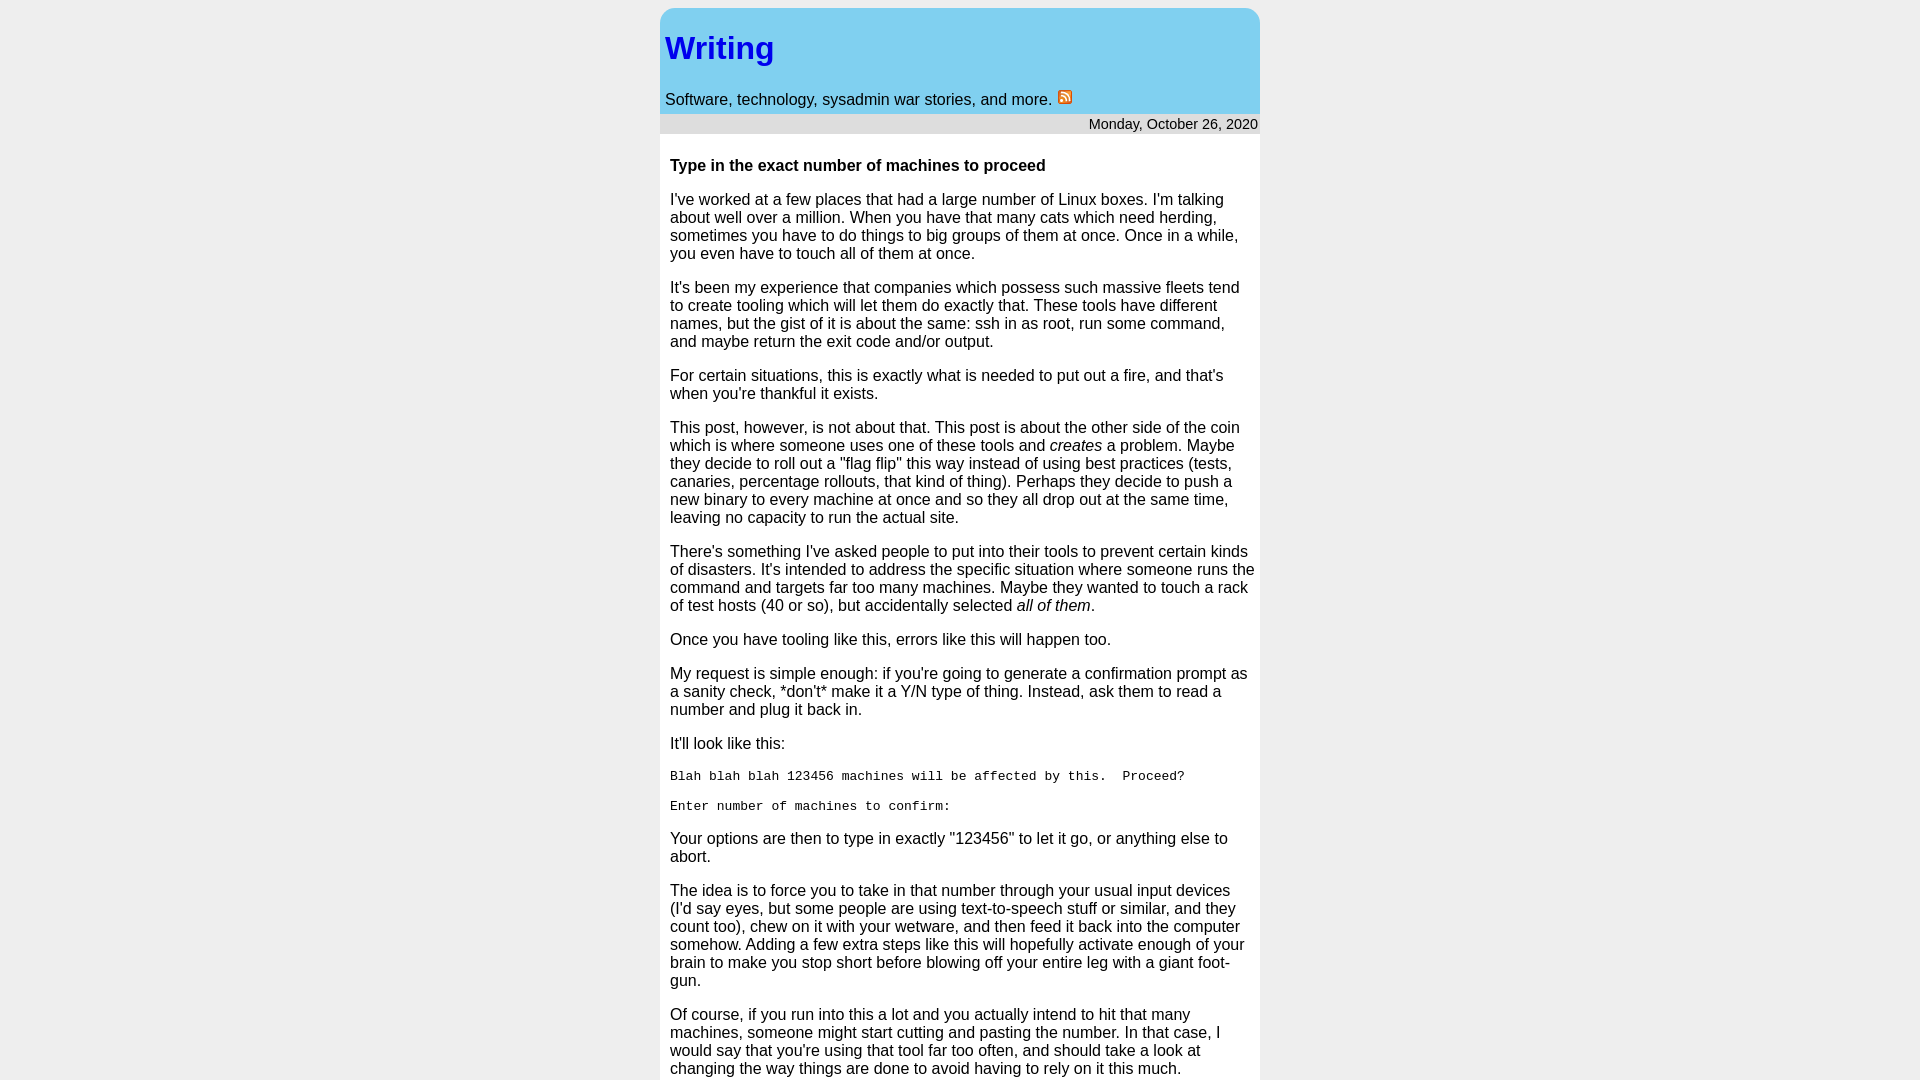 Writing
Software, technology, sysadmin war stories, and more.
Monday, October 26, 2020
Type in the exact number of machines to proceed
I've worked at a few places that had a large number of Linux boxes. I'm talking
about well over a million. When you have that many cats which need herding,
sometimes you have to do things to big groups of them at once. Once in a while,
you even have to touch all of them at once.
It's been my experience that companies which possess such massive fleets tend
to create tooling which will let them do exactly that. These tools have different
names, but the gist of it is about the same: ssh in as root, run some command,
and maybe return the exit code and/or output.
For certain situations, this is exactly what is needed to put out a fire, and that's
when you're thankful it exists.
This post, however, is not about that. This post is about the other side of the coin
which is where someone uses one of these tools and creates a problem. Maybe
they decide to roll out a "flag flip" this way instead of using best practices (tests,
canaries, percentage rollouts, that kind of thing). Perhaps they decide to push a
new binary to every machine at once and so they all drop out at the same time,
leaving no capacity to run the actual site.
There's something I've asked people to put into their tools to prevent certain kinds
of disasters. It's intended to address the specific situation where someone runs the
command and targets far too many machines. Maybe they wanted to touch a rack
of test hosts (40 or so), but accidentally selected all of them.
Once you have tooling like this, errors like this will happen too.
My request is simple enough: if you're going to generate a confirmation prompt as
a sanity check, *don't* make it a Y/N type of thing. Instead, ask them to read a
number and plug it back in.
It'll look like this:
Blah blah blah 123456 machines will be affected by this.  Proceed?
Enter number of machines to confirm:
Your options are then to type in exactly "123456" to let it go, or anything else to
abort.
The idea is to force you to take in that number through your usual input devices
(I'd say eyes, but some people are using text-to-speech stuff or similar, and they
count too), chew on it with your wetware, and then feed it back into the computer
somehow. Adding a few extra steps like this will hopefully activate enough of your
brain to make you stop short before blowing off your entire leg with a giant foot-
gun.
Of course, if you run into this a lot and you actually intend to hit that many
machines, someone might start cutting and pasting the number. In that case, I
would say that you're using that tool far too often, and should take a look at
changing the way things are done to avoid having to rely on it this much.